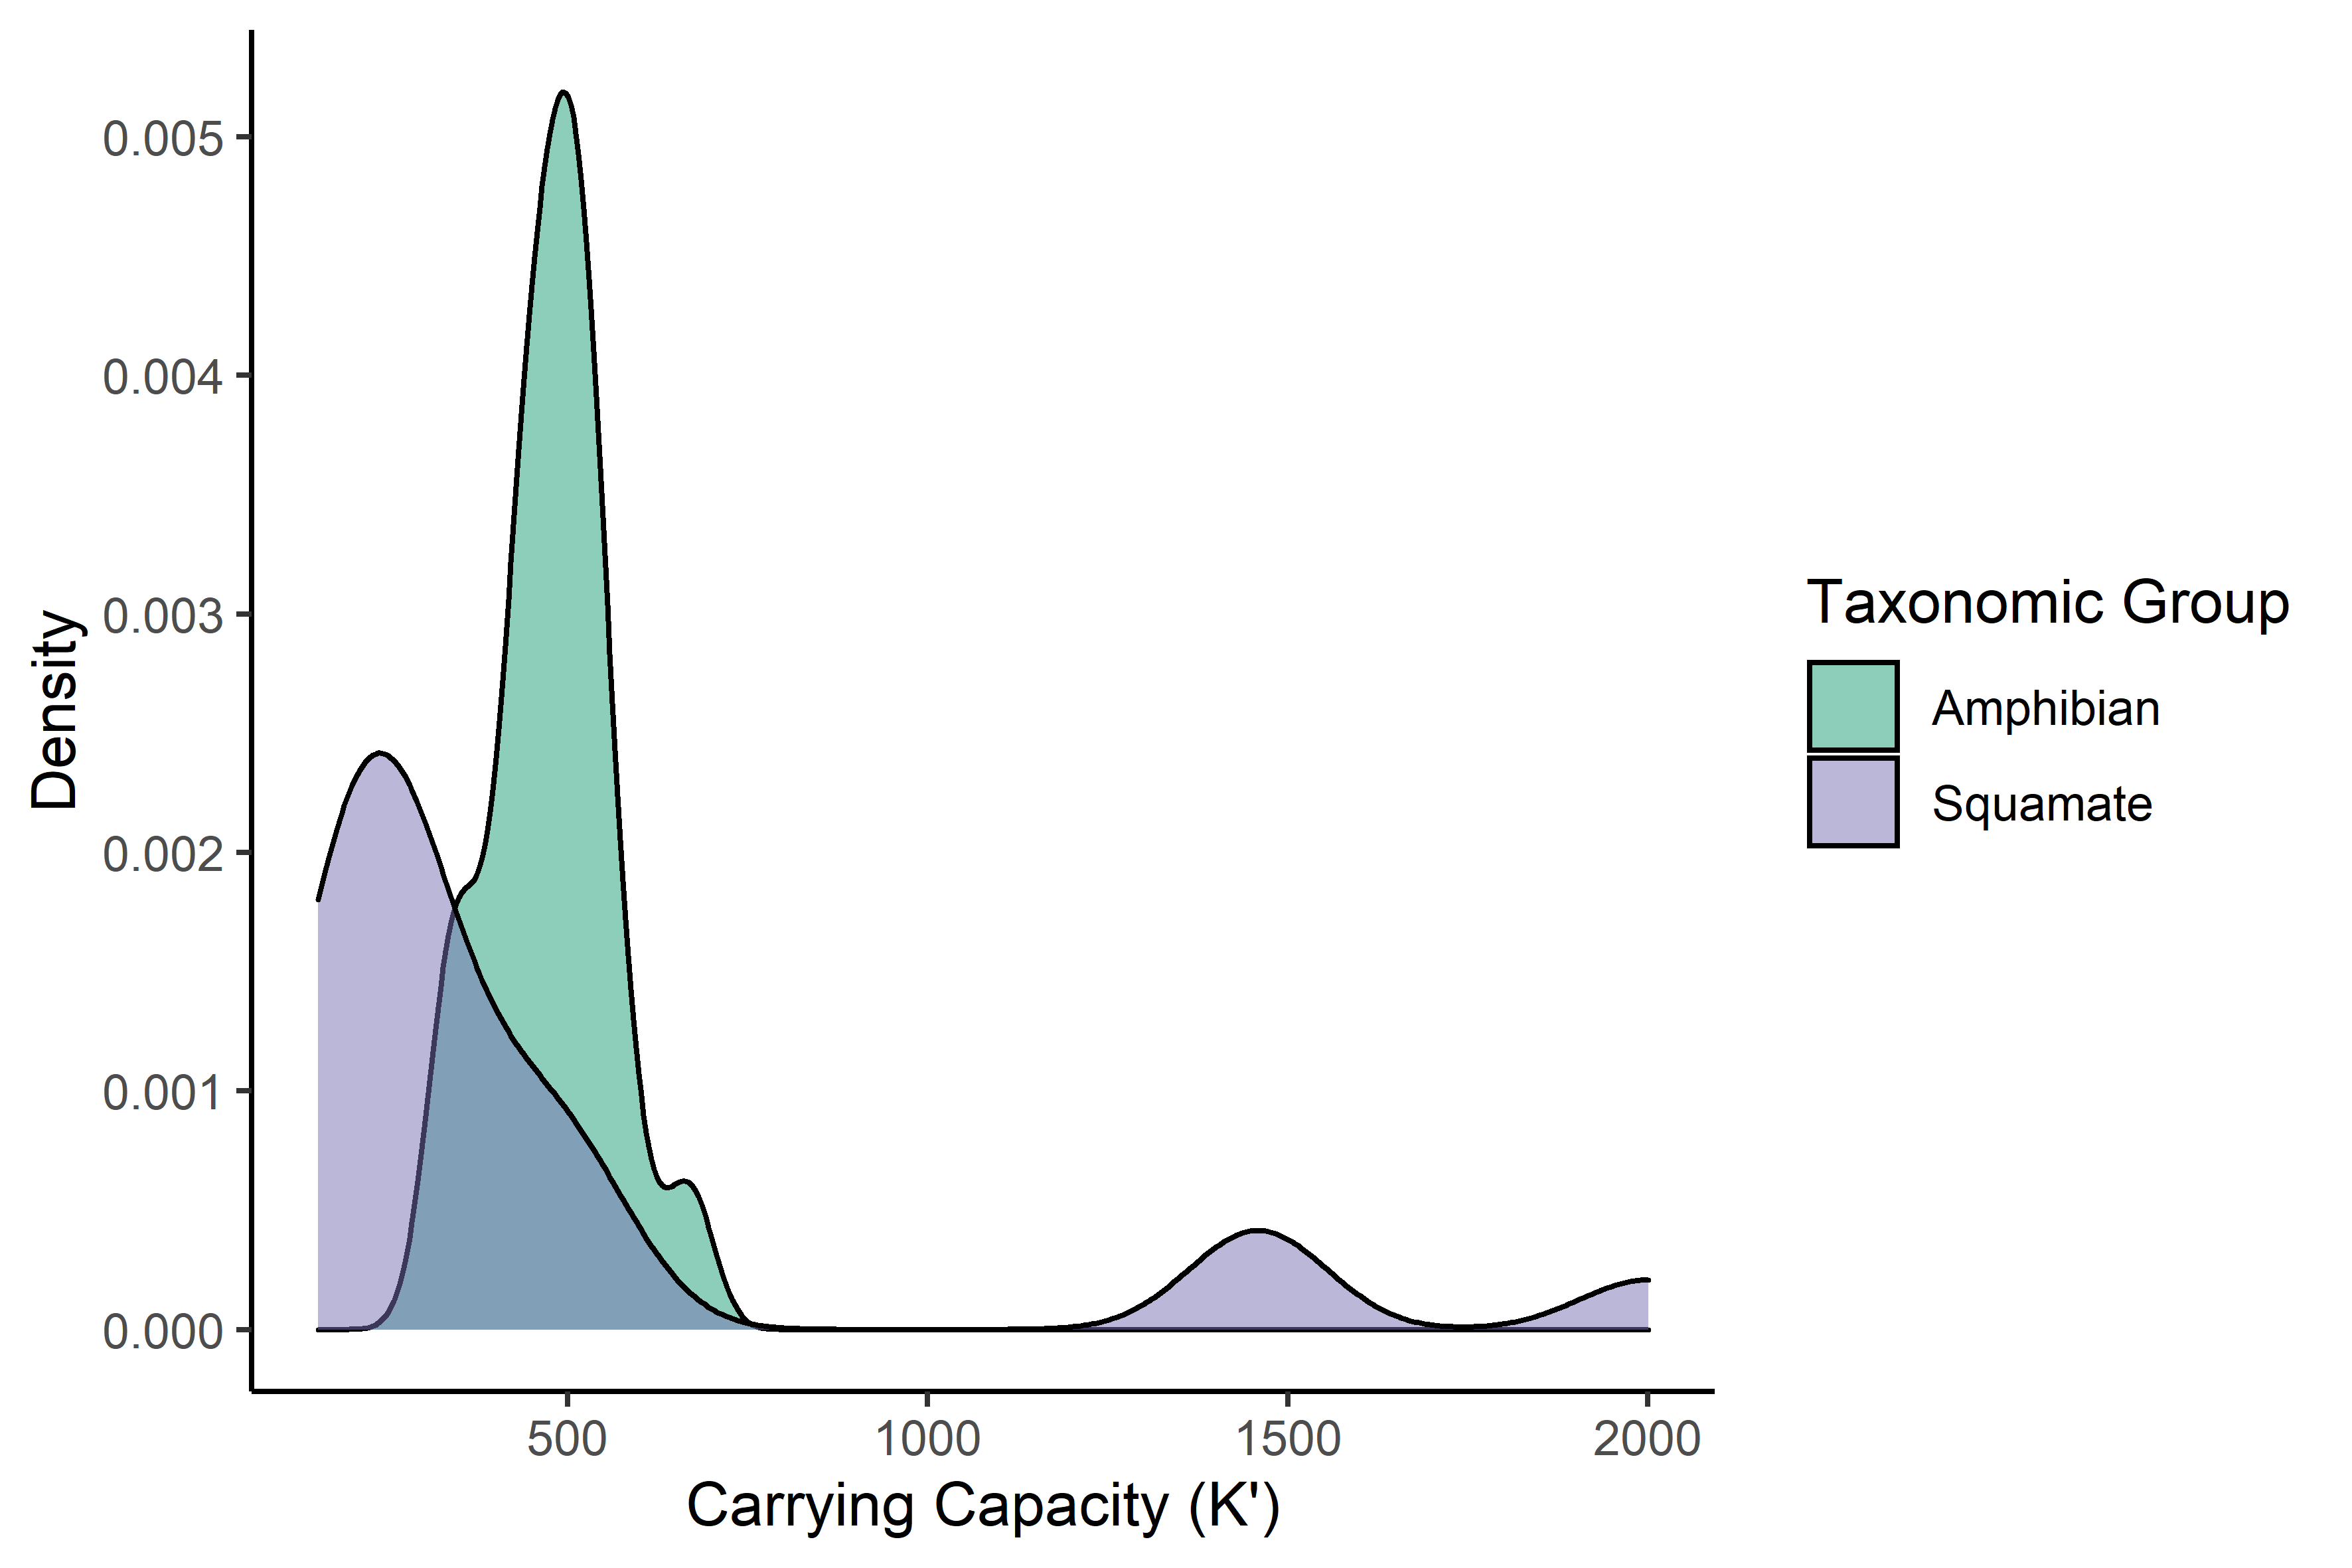 0.005
0.004
0.003
0.002
0.001
0.000
Density
500 1000 1500 2000
Carrying Capacity (K')
Taxonomic Group
Amphibian
Squamate